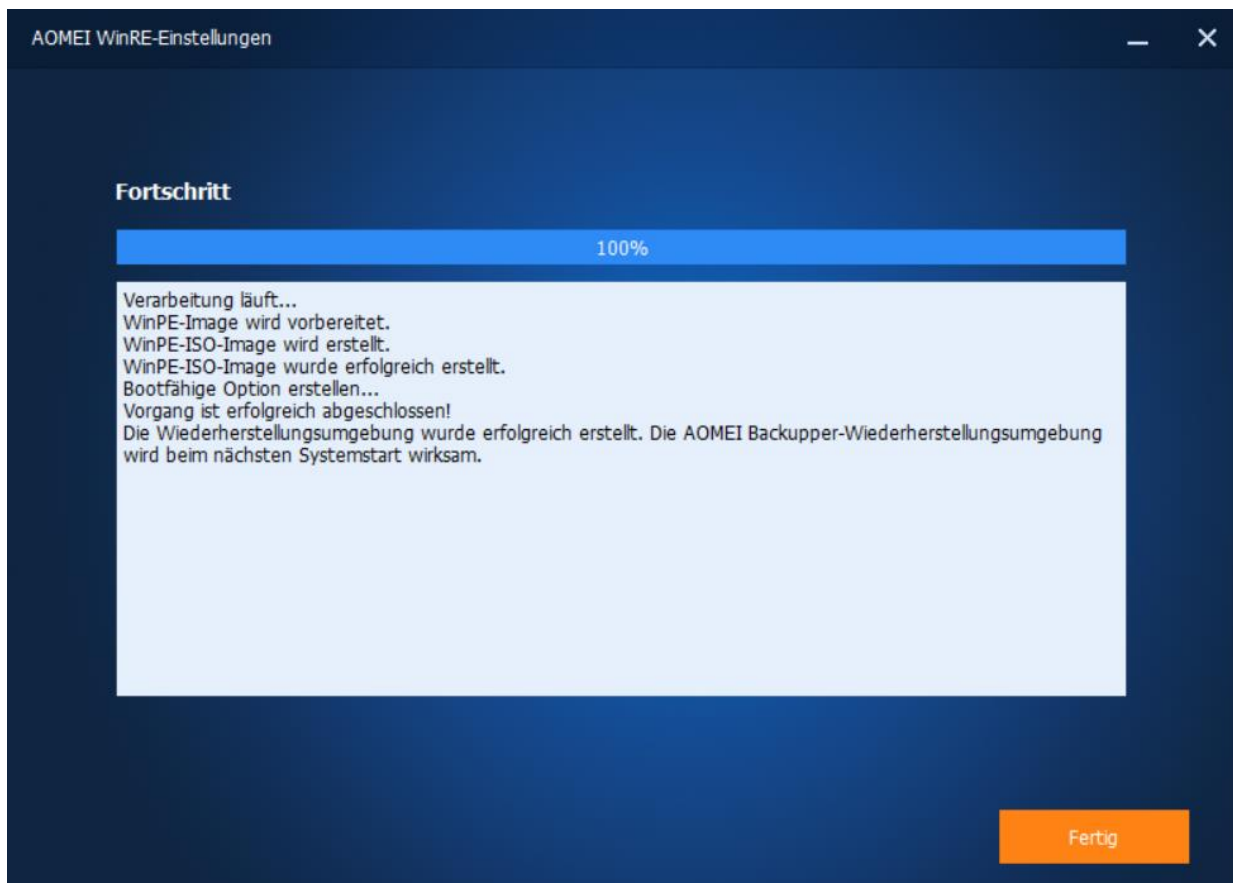 AOMEI WinRE-Einstellungen
Fortschritt
100%
Verarbeitung läuft...
WinPE-Image wird vorbereitet.
WinPE-ISO-Image wird erstellt.
WinPE-ISO-Image wurde erfolgreich erstellt.
Bootfähige Option erstellen...
Vorgang ist erfolgreich abgeschlossen!
Die Wiederherstellungsumgebung wurde erfolgreich erstellt. Die AOMEI Backupper-Wiederherstellungsumgebung
wird beim nächsten Systemstart wirksam.
Fertig